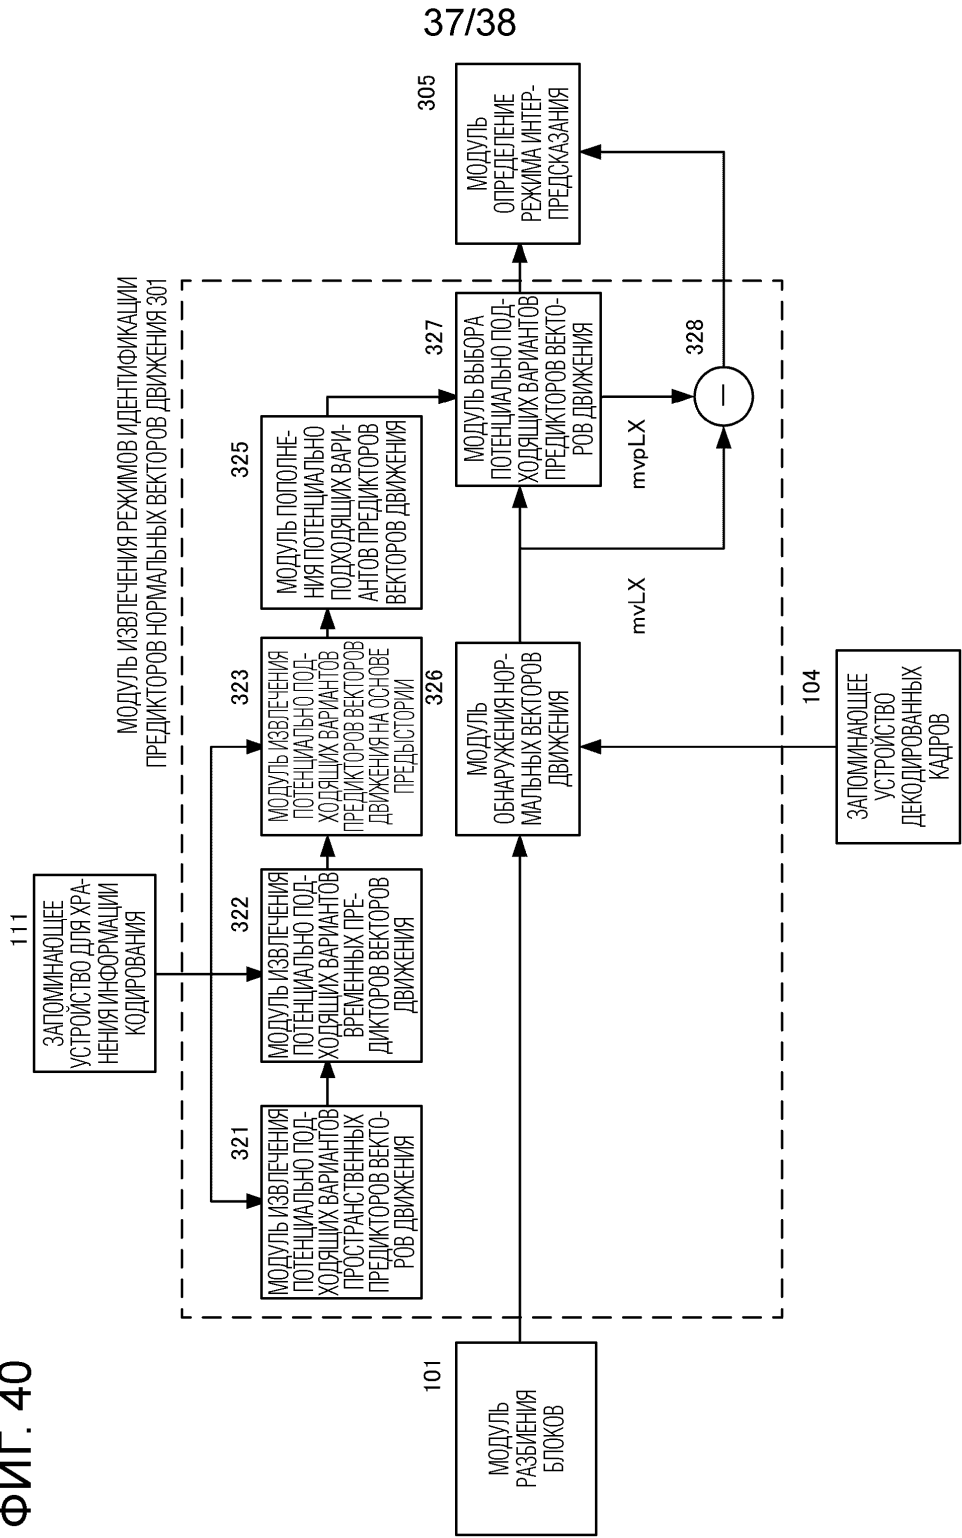 37/38
ФИГ. 40
111
ЗАПОМИНАЮЩЕЕ
УСТРОЙСТВО ДЛЯ ХРА-
НЕНИЯ ИНФОРМАЦИИ
КОДИРОВАНИЯ
МОДУЛЬ ИЗВЛЕЧЕНИЯ РЕЖИМОВ ИДЕНТИФИКАЦИИ
ПРЕДИКТОРОВ НОРМАЛЬНЫХ ВЕКТОРОВ ДВИЖЕНИЯ 301
321
МОДУЛЬ ИЗВЛЕЧЕНИЯ
ПОТЕНЦИАЛЬНО ПОД-
ХОДЯЩИХ ВАРИАНТОВ
ПРОСТРАНСТВЕННЫХ
ПРЕДИКТОРОВ ВЕКТО-
РОВ ДВИЖЕНИЯ
322
МОДУЛЬ ИЗВЛЕЧЕНИЯ
ПОТЕНЦИАЛЬНО ПОД-
ХОДЯЩИХ ВАРИАНТОВ
ВРЕМЕННЫХ ПРЕ-
ДИКТОРОВ ВЕКТОРОВ
ДВИЖЕНИЯ
323
МОДУЛЬ ИЗВЛЕЧЕНИЯ
ПОТЕНЦИАЛЬНО ПОД-
ХОДЯЩИХ ВАРИАНТОВ
ПРЕДИКТОРОВ ВЕКТОРОВ
ДВИЖЕНИЯ НА ОСНОВЕ
ПРЕДЫСТОРИИ
325
МОДУЛЬ ПОПОЛНЕ-
НИЯ ПОТЕНЦИАЛЬНО
ПОДХОДЯЩИХ ВАРИ-
АНТОВ ПРЕДИКТОРОВ
ВЕКТОРОВ ДВИЖЕНИЯ
101
МОДУЛЬ
РАЗБИЕНИЯ
БЛОКОВ
326
МОДУЛЬ
ОБНАРУЖЕНИЯ НОР-
МАЛЬНЫХ ВЕКТОРОВ
ДВИЖЕНИЯ
327
МОДУЛЬ ВЫБОРА
ПОТЕНЦИАЛЬНО ПОД-
ХОДЯЩИХ ВАРИАНТОВ
ПРЕДИКТОРОВ ВЕКТО-
РОВ ДВИЖЕНИЯ
305
МОДУЛЬ
ОПРЕДЕЛЕНИЕ
РЕЖИМА ИНТЕР-
ПРЕДСКАЗАНИЯ
mvLX
mvpLX
328
−
104
ЗАПОМИНАЮЩЕЕ
УСТРОЙСТВО
ДЕКОДИРОВАННЫХ
КАДРОВ